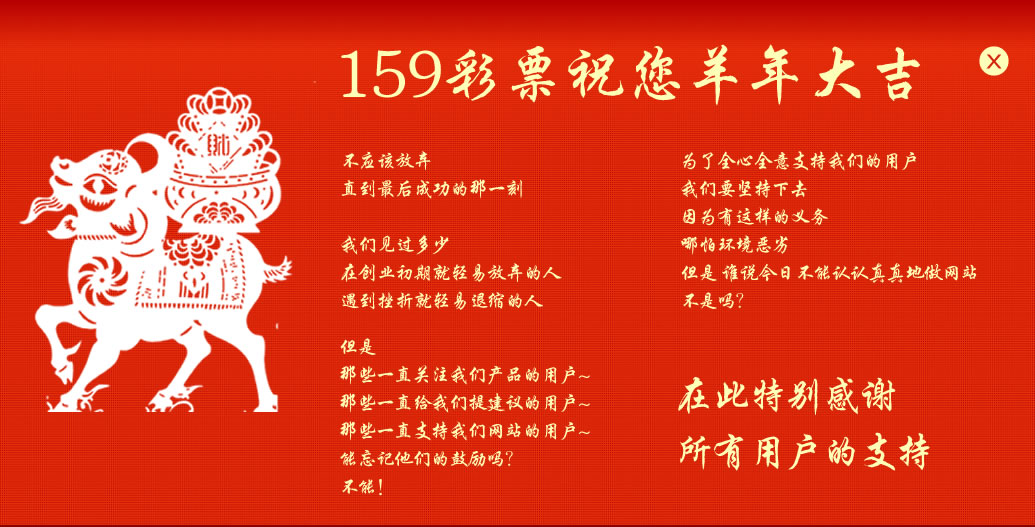 159彩票祝您羊年大吉
X
不应该放弃
直到最后成功的那一刻
我们见过多少
在创业初期就轻易放弃的人
遇到挫折就轻易退缩的人
但是
那些一直关注我们产品的用户~
那些一直给我们提建议的用户~
那些一直支持我们网站的用户~
能忘记他们的鼓励吗?
不能!
为了全心全意支持我们的用户
我们要坚持下去
因为有这样的义务
哪怕环境恶劣
但是 谁说今日不能认认真真地做网站
不是吗?
在此特别感谢
所有用户的支持